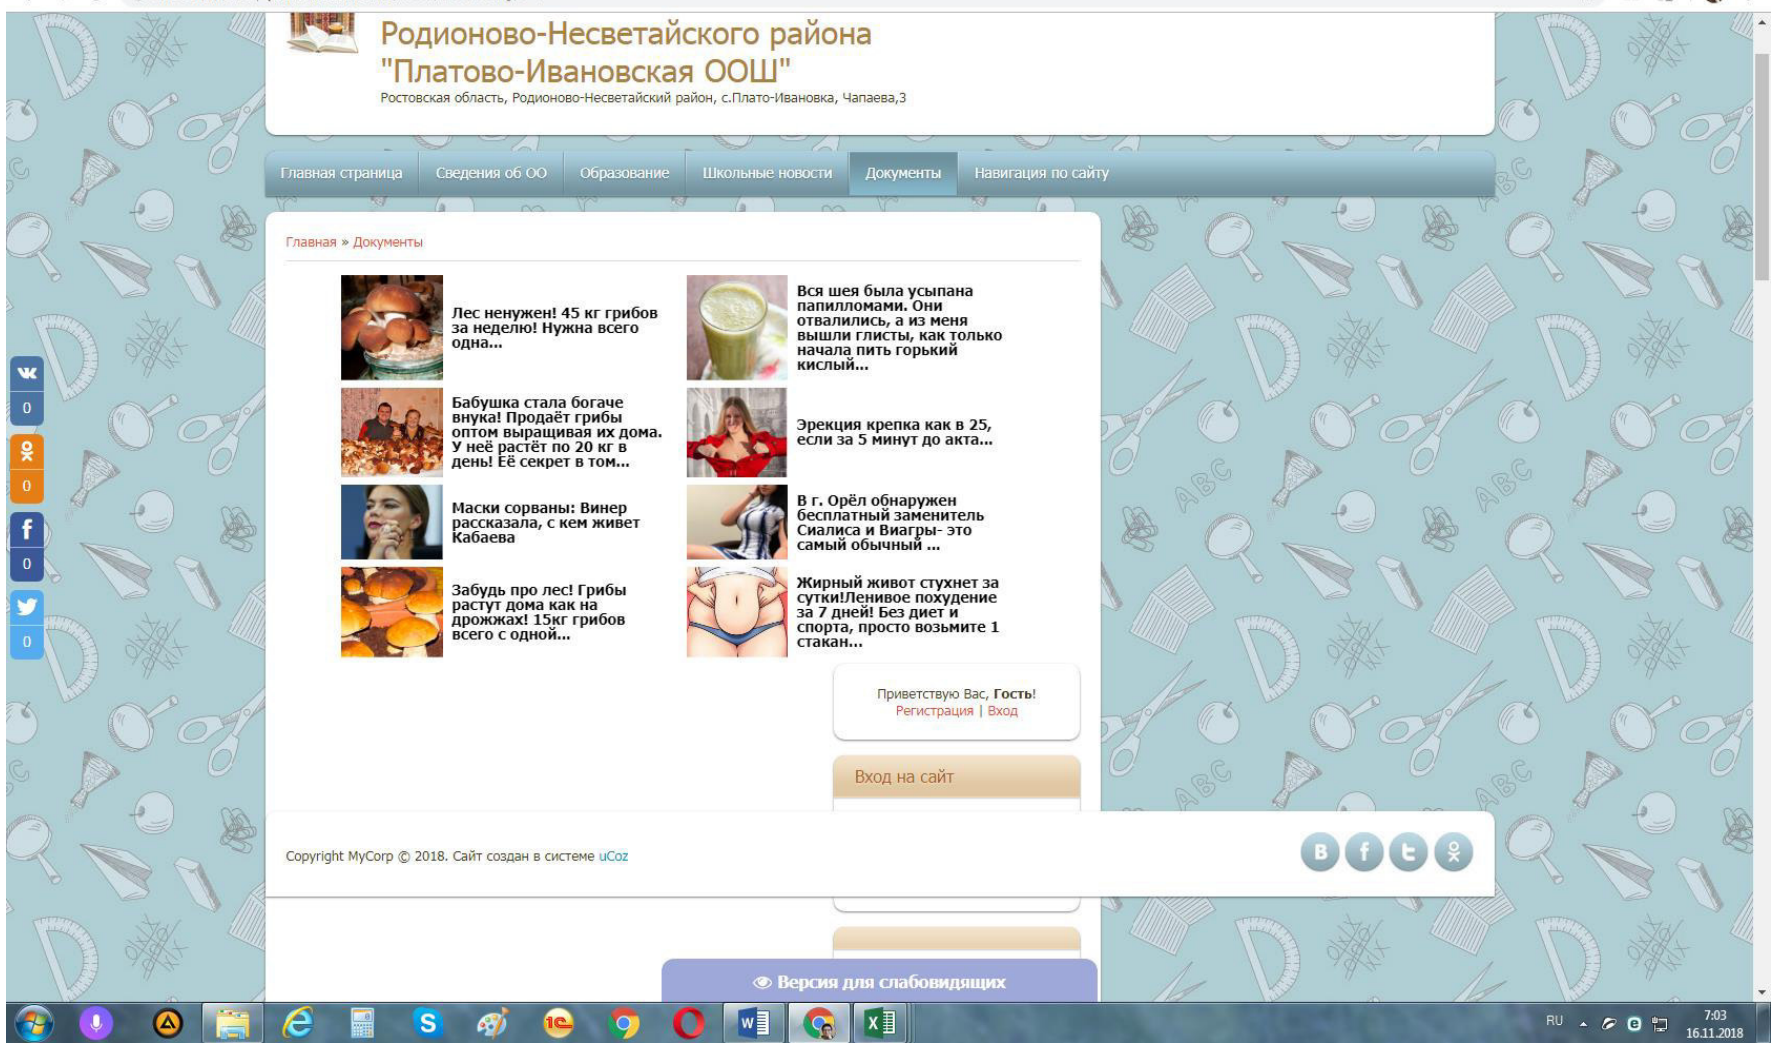 Родионово-Несветайского района
"Платово-Ивановская ООШ"
Ростовская область, Родионово-Несветайский район, с.Плато-Ивановка, Чапаева,3
Главная страница
Сведения об ОО
Образование
Школьные новости
Документы
Навигация по сайту
Главная » Документы
Лес ненужен! 45 кг грибов
за неделю! Нужна всего
одна...
Вся шея была усыпана
папилломами. Они
отвалились, а из меня
вышли глисты, как только
начала пить горький
кислый...
Бабушка стала богаче
внука! Продаёт грибы
оптом выращивая их дома.
У неё растёт по 20 кг в
день! Её секрет в том...
Эрекция крепка как в 25,
если за 5 минут до акта...
Маски сорваны: Винер
рассказала, с кем живет
Кабаева
В г. Орёл обнаружен
бесплатный заменитель
Сиалиса и Виагры- это
самый обычный ...
Забудь про лес! Грибы
растут дома как на
дрожжах! 15кг грибов
всего с одной...
Жирный живот стухнет за
сутки!Ленивое похудение
за 7 дней! Без диет и
спорта, просто возьмите 1
стакан...
0
0
0
0
Приветствую Вас, Гость!
Регистрация | Вход
Вход на сайт
Copyright MyCorp © 2018. Сайт создан в системе uCoz
Версия для слабовидящих
RU
7:03
16.11.2018